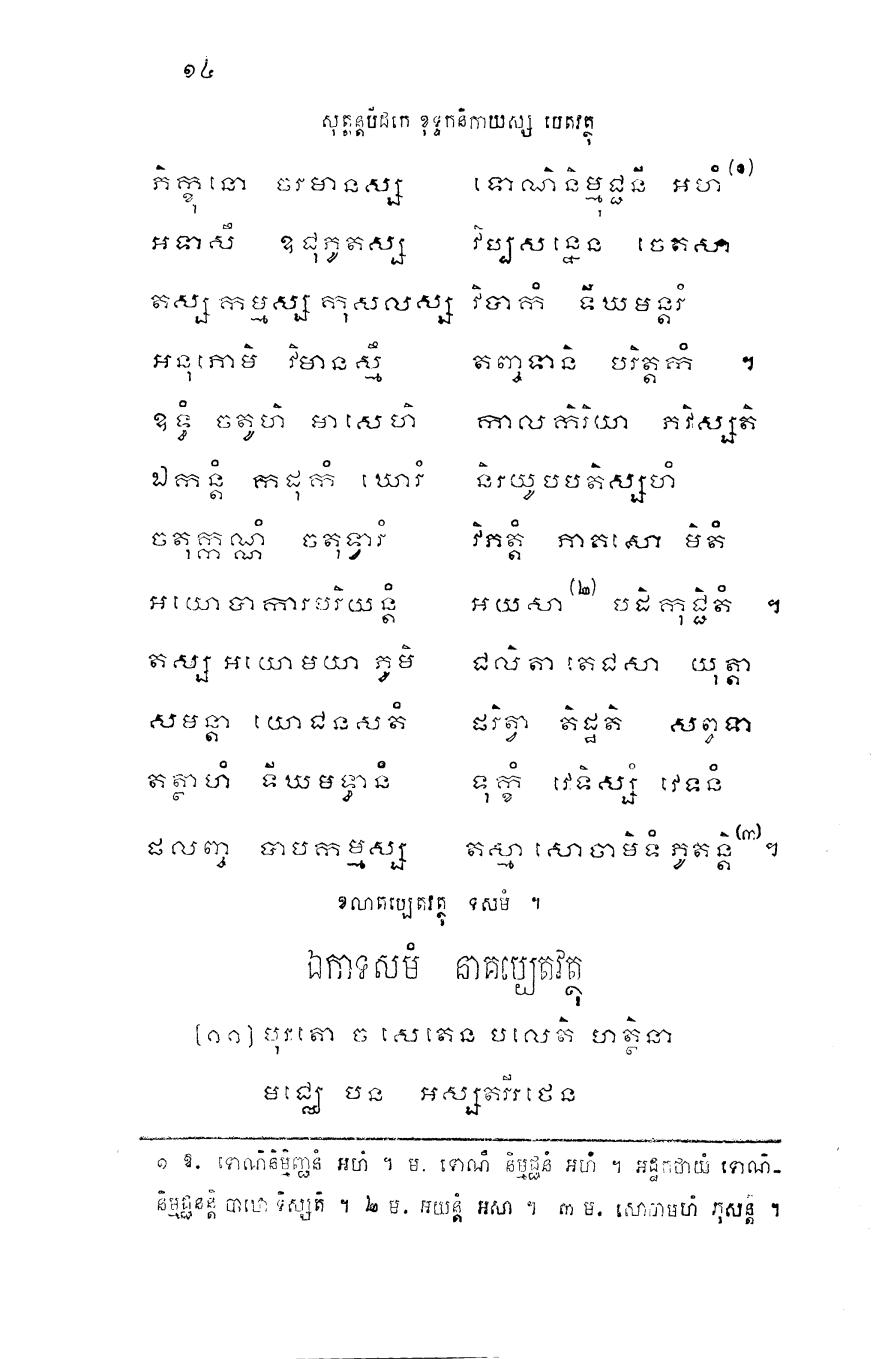 ១៤
សុត្តន្តបិដកេ ខុទ្ទកនិកាយស្ស បេតវត្ថុ
ភិក្ខុនោ ចរមានស្ស ទោណិនិម្មុជ្ជនី អហំ (១)
អទាសី ឧជុភូតស្ស វិប្បសន្នេន ចេតសា
តស្ស កម្មស្ស កុសលស្ស វិបាកំ ទីឃមន្តរំ
អនុភោមិ វិមានស្មឹ តញ្ចទានិ បរិត្តកំ ។
ឧទ្ធំ ចតូហិ មាសេហិ កាលកិរិយា ភវិស្សតិ
ឯកន្តំ កដុកំ ឃោរំ និរយូបបតិស្សហំ
ចតុក្កណ្ណំ ចតុទ្វារំ វិភត្តំ ភាគសោ មិតំ
អយោបាការបរិយន្តំ អយសា (២) បដិកុជ្ជិតំ ។
តស្ស អយោមយា ភូមិ ជលិតា តេជសា យុត្តា
សមន្តា យោជនសតំ ផរិត្វា តិដ្ឋតិ សព្វទា
តត្ថាហំ ទីឃមទ្ធានំ ទុក្ខំ វេទិស្សំ វេទនំ
ផលញ្ច បាបកម្មស្ស តស្មា សោចាមិទំ ភូតន្តិ (៣) ។
ខលាតប្បេតវត្ថុ ទសមំ ។
ឯកាទសមំ នាគប្បេតវត្ថុ
[១១] បុរតោ ច សេតេន បលេតិ ហត្ថិនា
មជ្ឈេ បន អស្សតរីរថេន
១ ឱ. ទោណិនិម្មិញ្ជនំ អហំ ។ ម. ទោណឹ និម្មជ្ជនំ អហំ ។ អដ្ឋកថាយំ ទោណិ-
និម្មជ្ជនន្តិ បាឋោ ទិស្សតិ ។ ២ ម. អយន្តំ អសា ។ ៣ ម. សោចាមហំ ភុសន្តិ ។